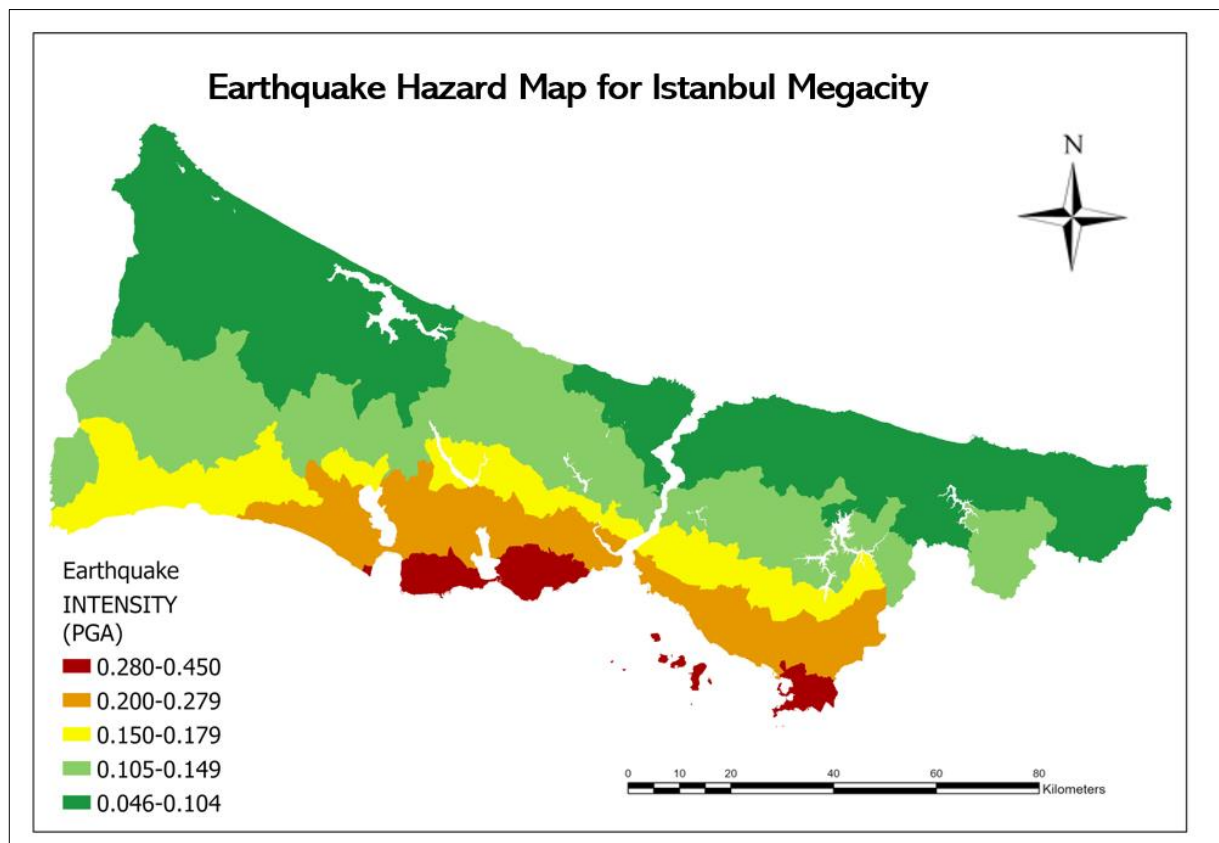 Earthquake Hazard Map for Istanbul Megacity
N
Earthquake
INTENSITY
(PGA)
0.280-0.450
0.200-0.279
0.150-0.179
0.105-0.149
0.046-0.104
0 10 20 40 60 80
Kilometers